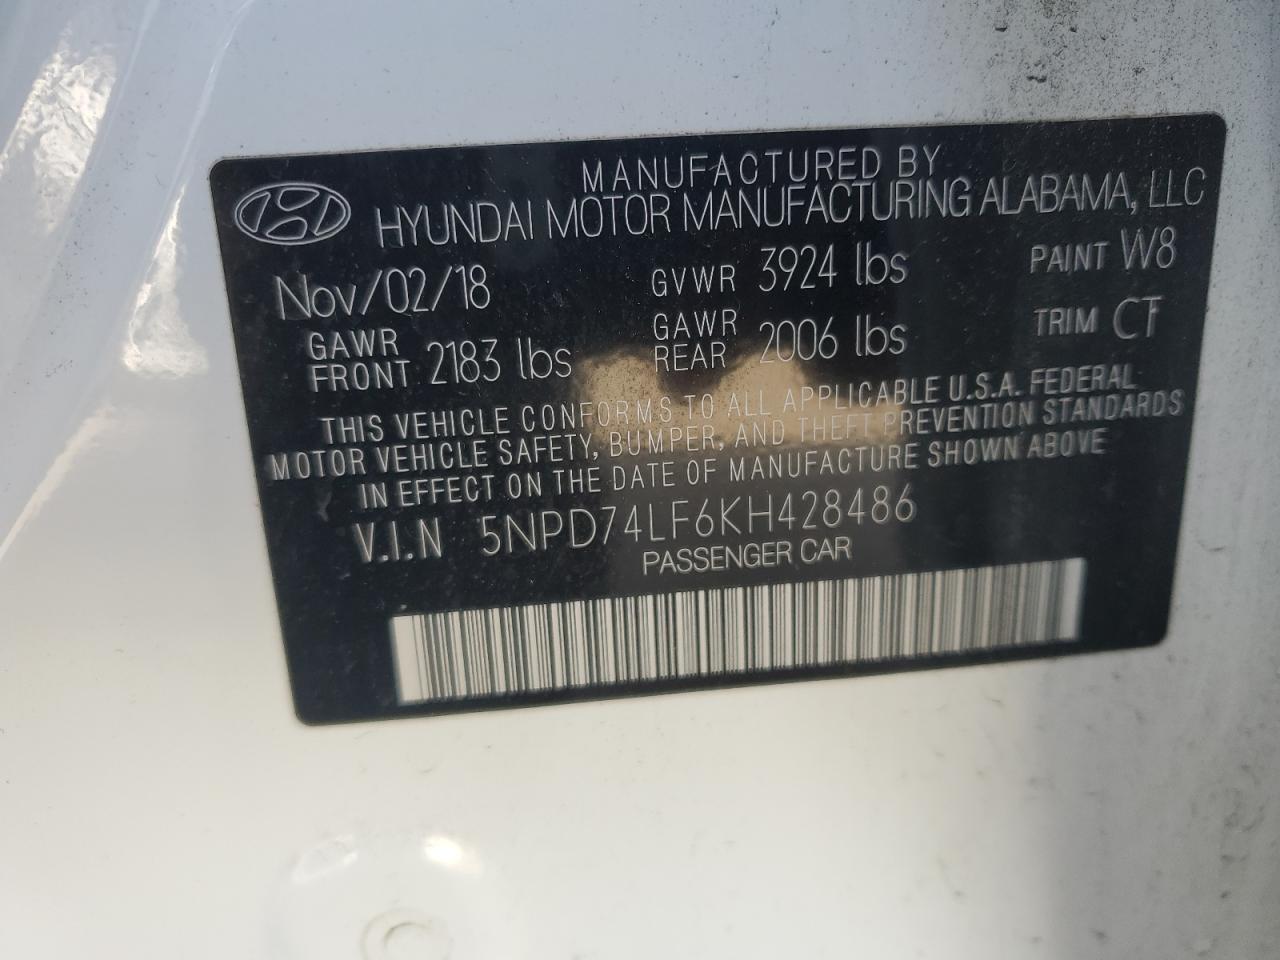 MANUFACTURED BY
HYUNDAI MOTOR MANUFACTURING ALABAMA, LLC
Nov/02/18 GVWR 3924 lbs PAINT W8
GAWR FRONT 2183 lbs GAWR REAR 2006 lbs TRIM CT
THIS VEHICLE CONFORMS TO ALL APPLICABLE U.S.A. FEDERAL
MOTOR VEHICLE SAFETY, BUMPER, AND THEFT PREVENTION STANDARDS
IN EFFECT ON THE DATE OF MANUFACTURE SHOWN ABOVE
V.I.N 5NPD74LF6KH428486
PASSENGER CAR